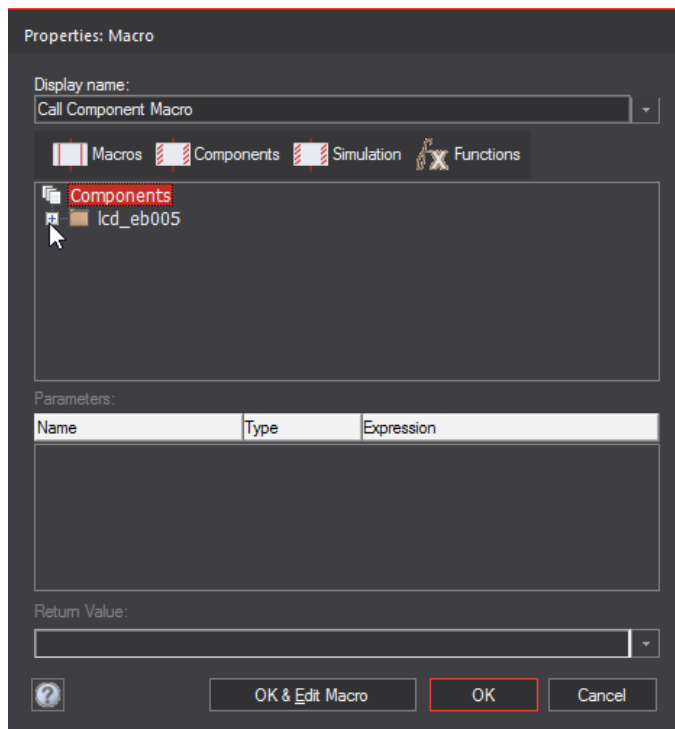 Properties: Macro
Display name:
Call Component Macro
Macros Components Simulation Functions
Components
lcd_eb005
Parameters:
Name Type Expression
Return Value:
OK & Edit Macro OK Cancel